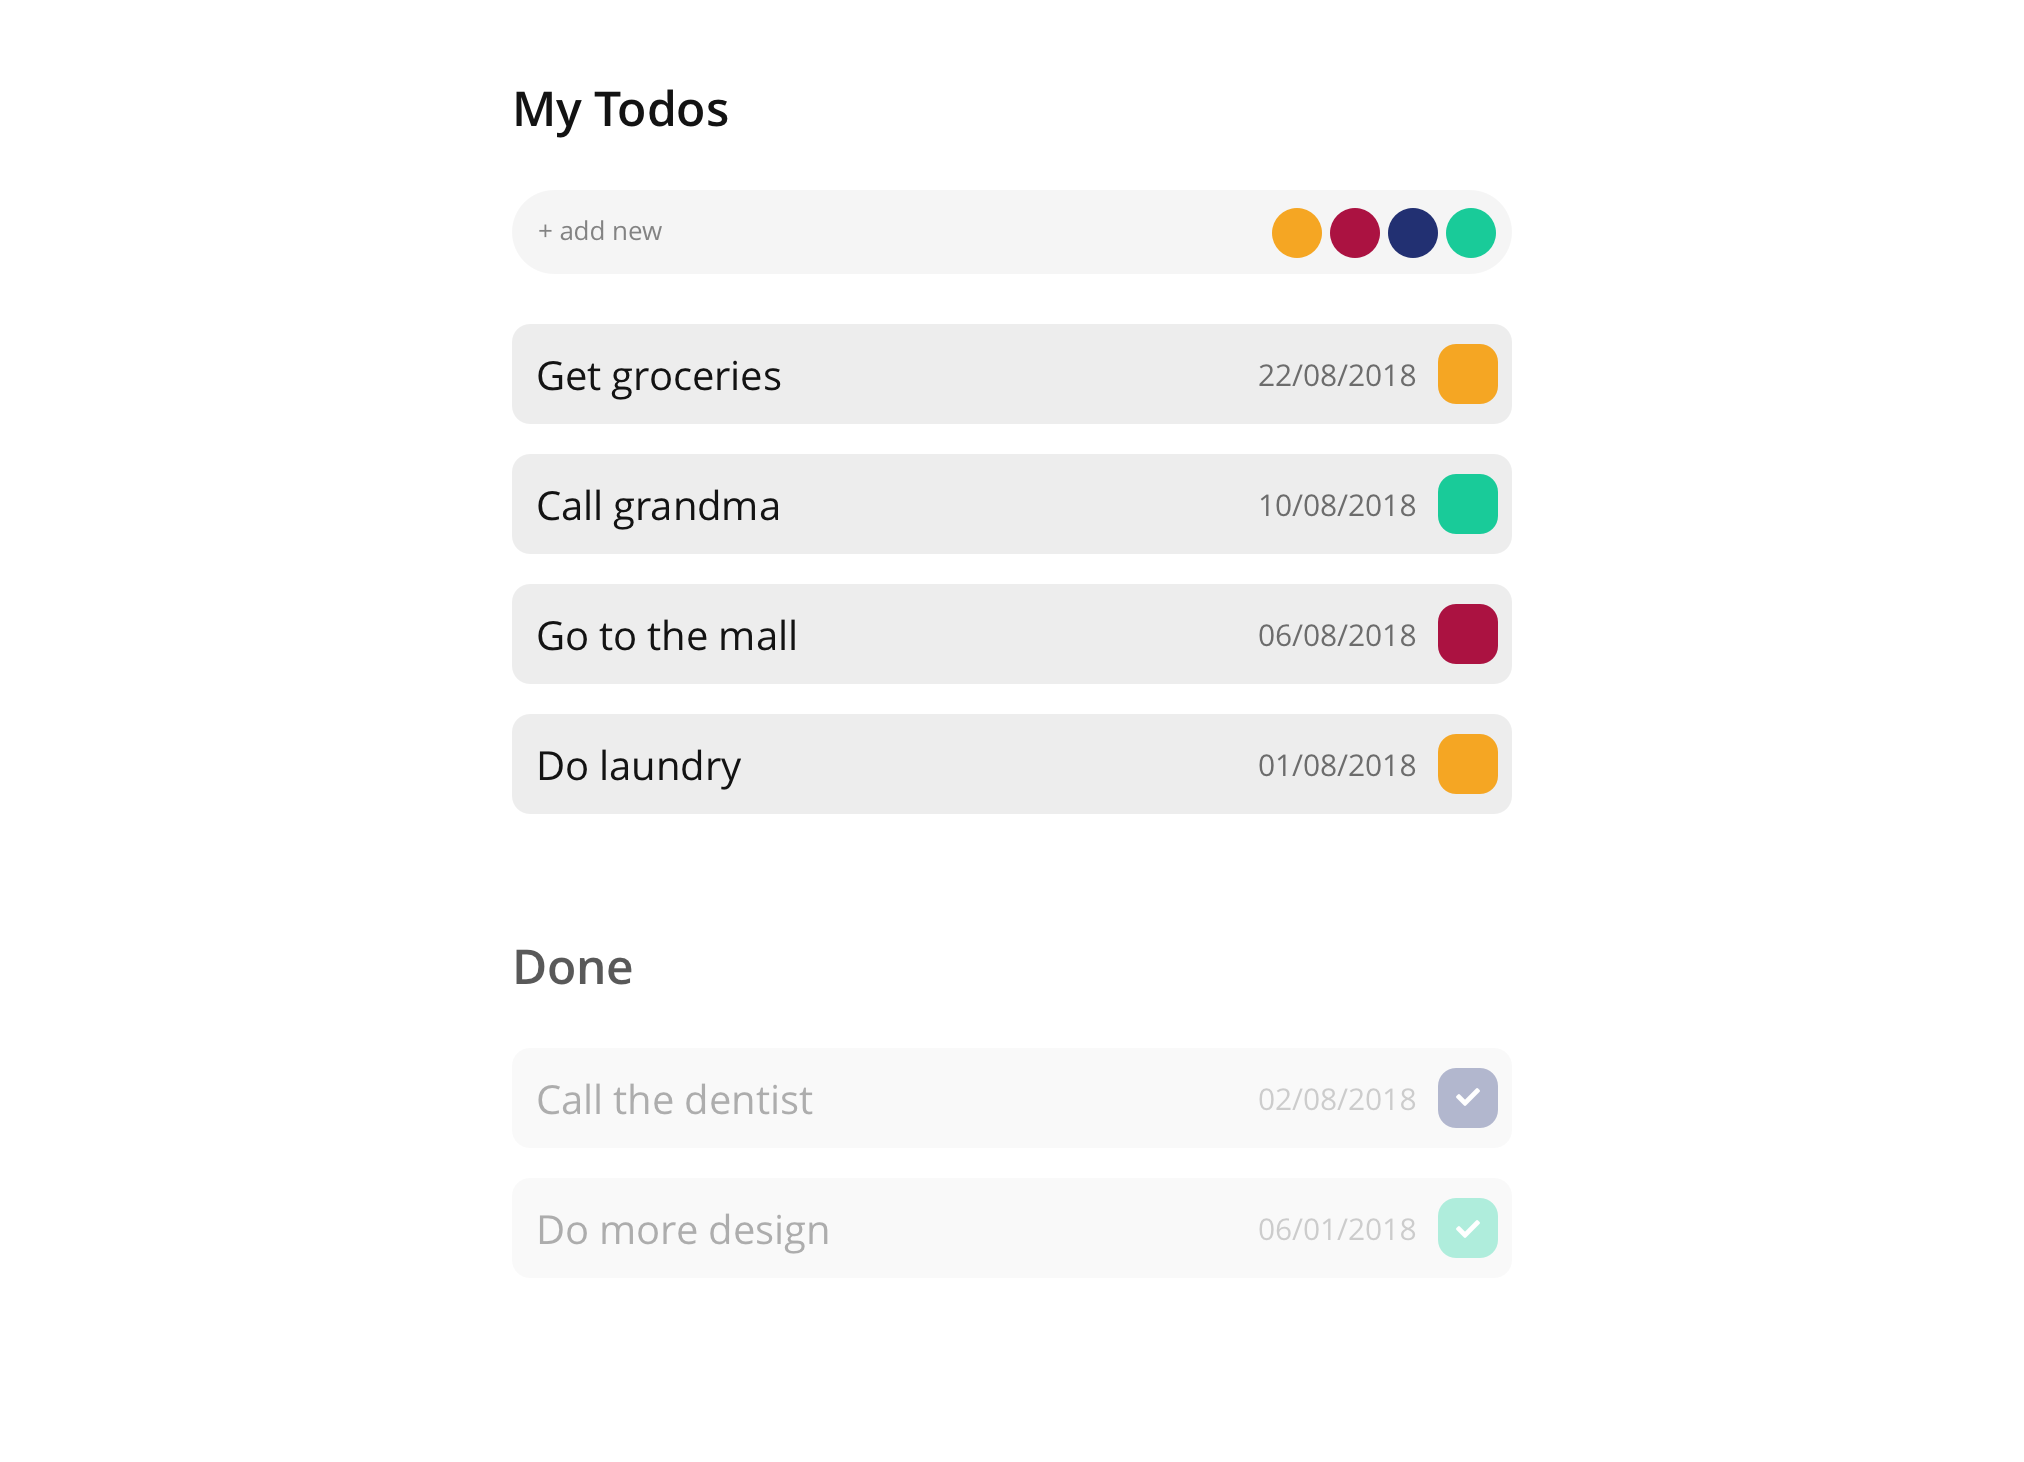 My Todos
+ add new
Get groceries 22/08/2018
Call grandma 10/08/2018
Go to the mall 06/08/2018
Do laundry 01/08/2018
Done
Call the dentist 02/08/2018
Do more design 06/01/2018